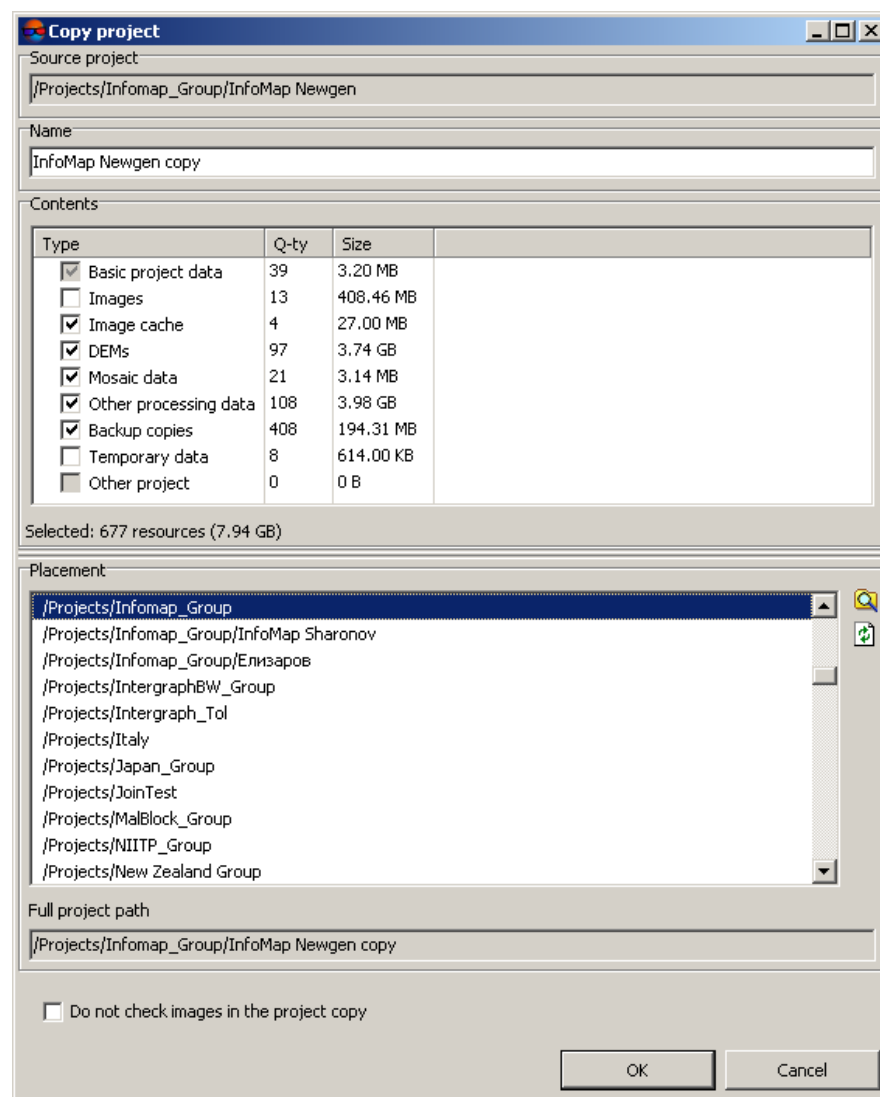 Copy project
Source project
/Projects/Infomap_Group/InfoMap Newgen
Name
InfoMap Newgen copy
Contents
Type Q-ty Size
Basic project data 39 3.20 MB
Images 13 408.46 MB
Image cache 4 27.00 MB
DEMs 97 3.74 GB
Mosaic data 21 3.14 MB
Other processing data 108 3.98 GB
Backup copies 408 194.31 MB
Temporary data 8 614.00 KB
Other project 0 0 B
Selected: 677 resources (7.94 GB)
Placement
/Projects/Infomap_Group
/Projects/Infomap_Group/InfoMap Sharonov
/Projects/Infomap_Group/Елизаров
/Projects/IntergraphBW_Group
/Projects/Intergraph_Tol
/Projects/Italy
/Projects/Japan_Group
/Projects/JoinTest
/Projects/MalBlock_Group
/Projects/NIITP_Group
/Projects/New Zealand Group
Full project path
/Projects/Infomap_Group/InfoMap Newgen copy
Do not check images in the project copy
OK Cancel